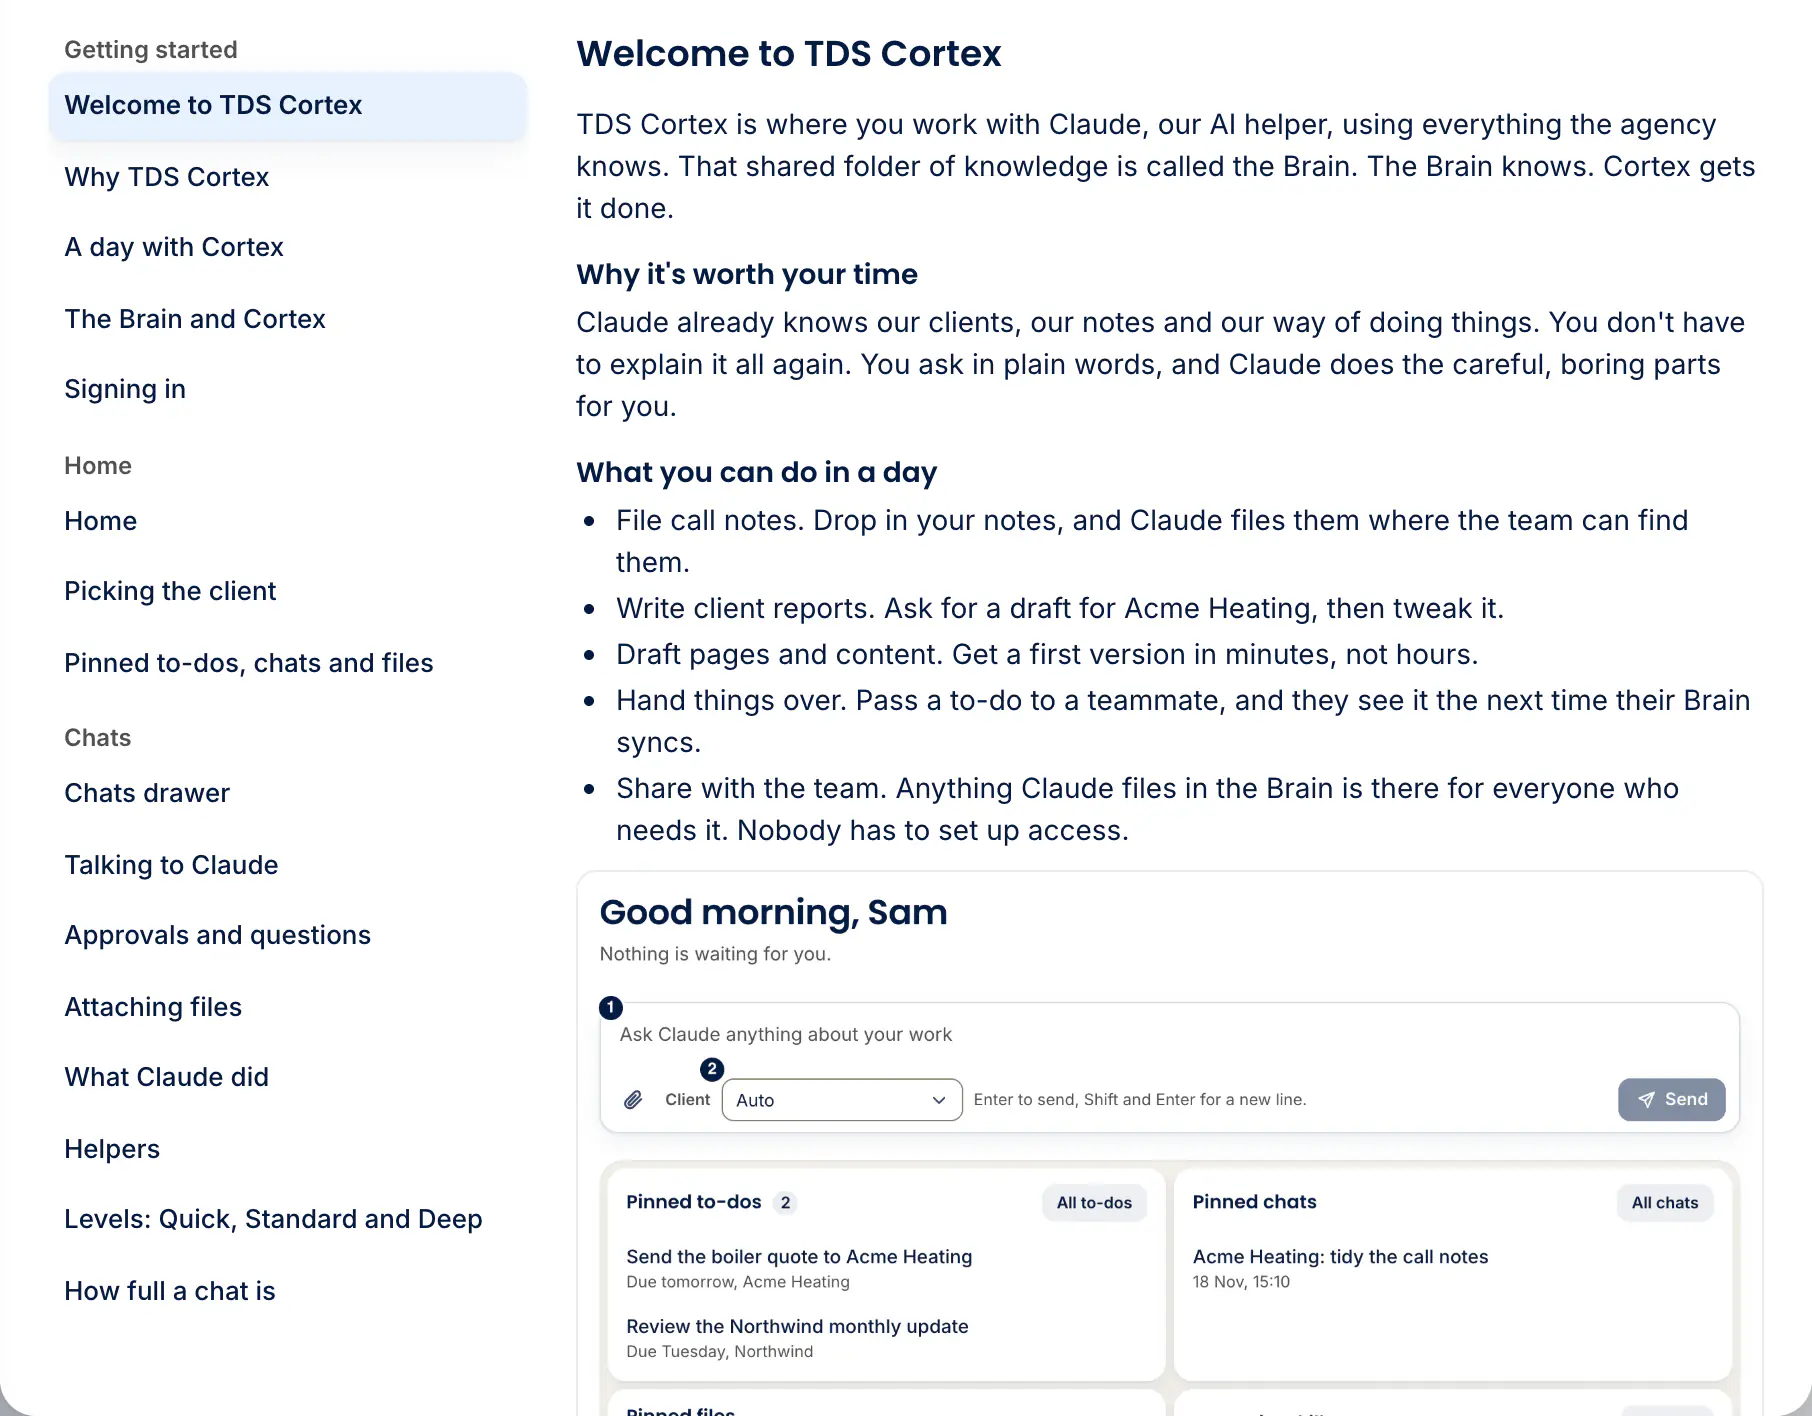 Getting started
Welcome to TDS Cortex
Why TDS Cortex
A day with Cortex
The Brain and Cortex
Signing in
Home
Home
Picking the client
Pinned to-dos, chats and files
Chats
Chats drawer
Talking to Claude
Approvals and questions
Attaching files
What Claude did
Helpers
Levels: Quick, Standard and Deep
How full a chat is
Welcome to TDS Cortex
TDS Cortex is where you work with Claude, our AI helper, using everything the agency
knows. That shared folder of knowledge is called the Brain. The Brain knows. Cortex gets
it done.
Why it's worth your time
Claude already knows our clients, our notes and our way of doing things. You don't have
to explain it all again. You ask in plain words, and Claude does the careful, boring parts
for you.
What you can do in a day
• File call notes. Drop in your notes, and Claude files them where the team can find
them.
• Write client reports. Ask for a draft for Acme Heating, then tweak it.
• Draft pages and content. Get a first version in minutes, not hours.
• Hand things over. Pass a to-do to a teammate, and they see it the next time their Brain
syncs.
• Share with the team. Anything Claude files in the Brain is there for everyone who
needs it. Nobody has to set up access.
Good morning, Sam
Nothing is waiting for you.
1
Ask Claude anything about your work
2
Client Auto Enter to send, Shift and Enter for a new line. Send
Pinned to-dos 2 All to-dos
Send the boiler quote to Acme Heating
Due tomorrow, Acme Heating
Review the Northwind monthly update
Due Tuesday, Northwind
Pinned chats All chats
Acme Heating: tidy the call notes
18 Nov, 15:10
Pinned files